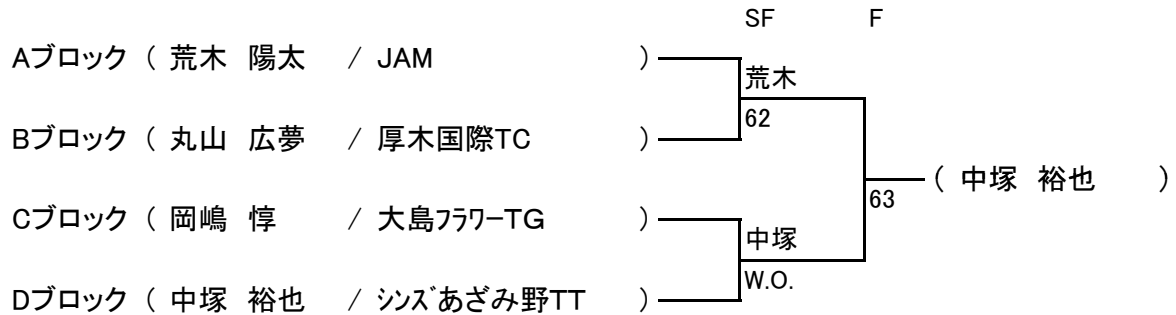 SF F
Aブロック ( 荒木 陽太 / JAM )
荒木
62
Bブロック ( 丸山 広夢 / 厚木国際TC )
( 中塚 裕也 )
63
Cブロック ( 岡嶋 惇 / 大島ﾌﾗﾜｰTG )
中塚
W.O.
Dブロック ( 中塚 裕也 / ｼﾝｽﾞあざみ野TT )